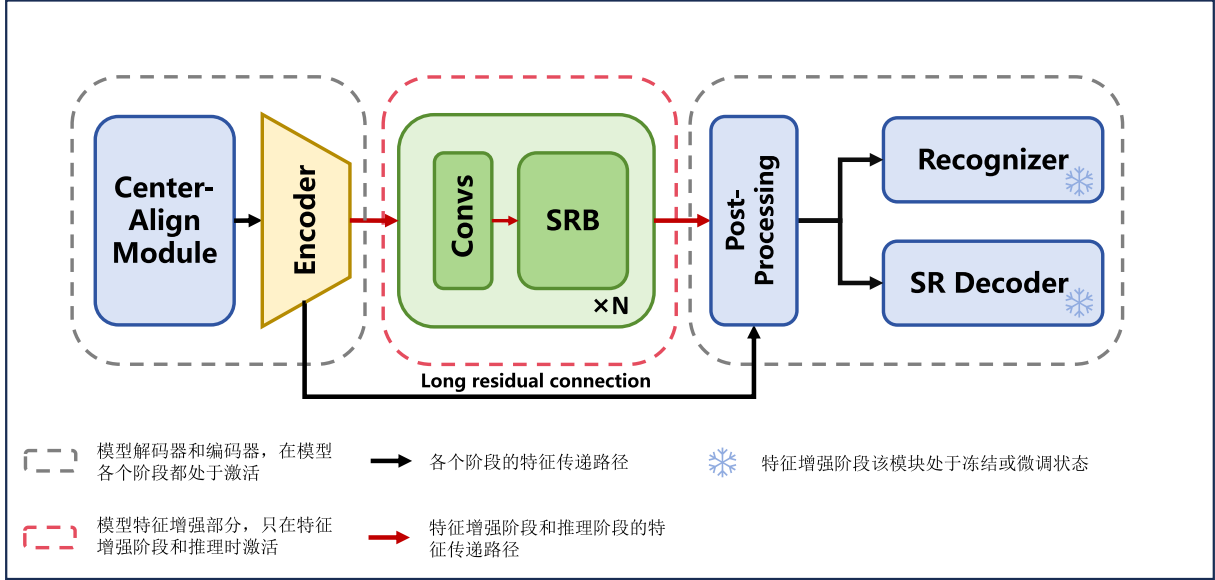 Center-
Align
Module
Encoder
Convs
SRB
×N
Post-
Processing
Recognizer
SR Decoder
Long residual connection
模型解码器和编码器，在模型
各个阶段都处于激活
各个阶段的特征传递路径
特征增强阶段该模块处于冻结或微调状态
模型特征增强部分，只在特征
增强阶段和推理时激活
特征增强阶段和推理阶段的特
征传递路径